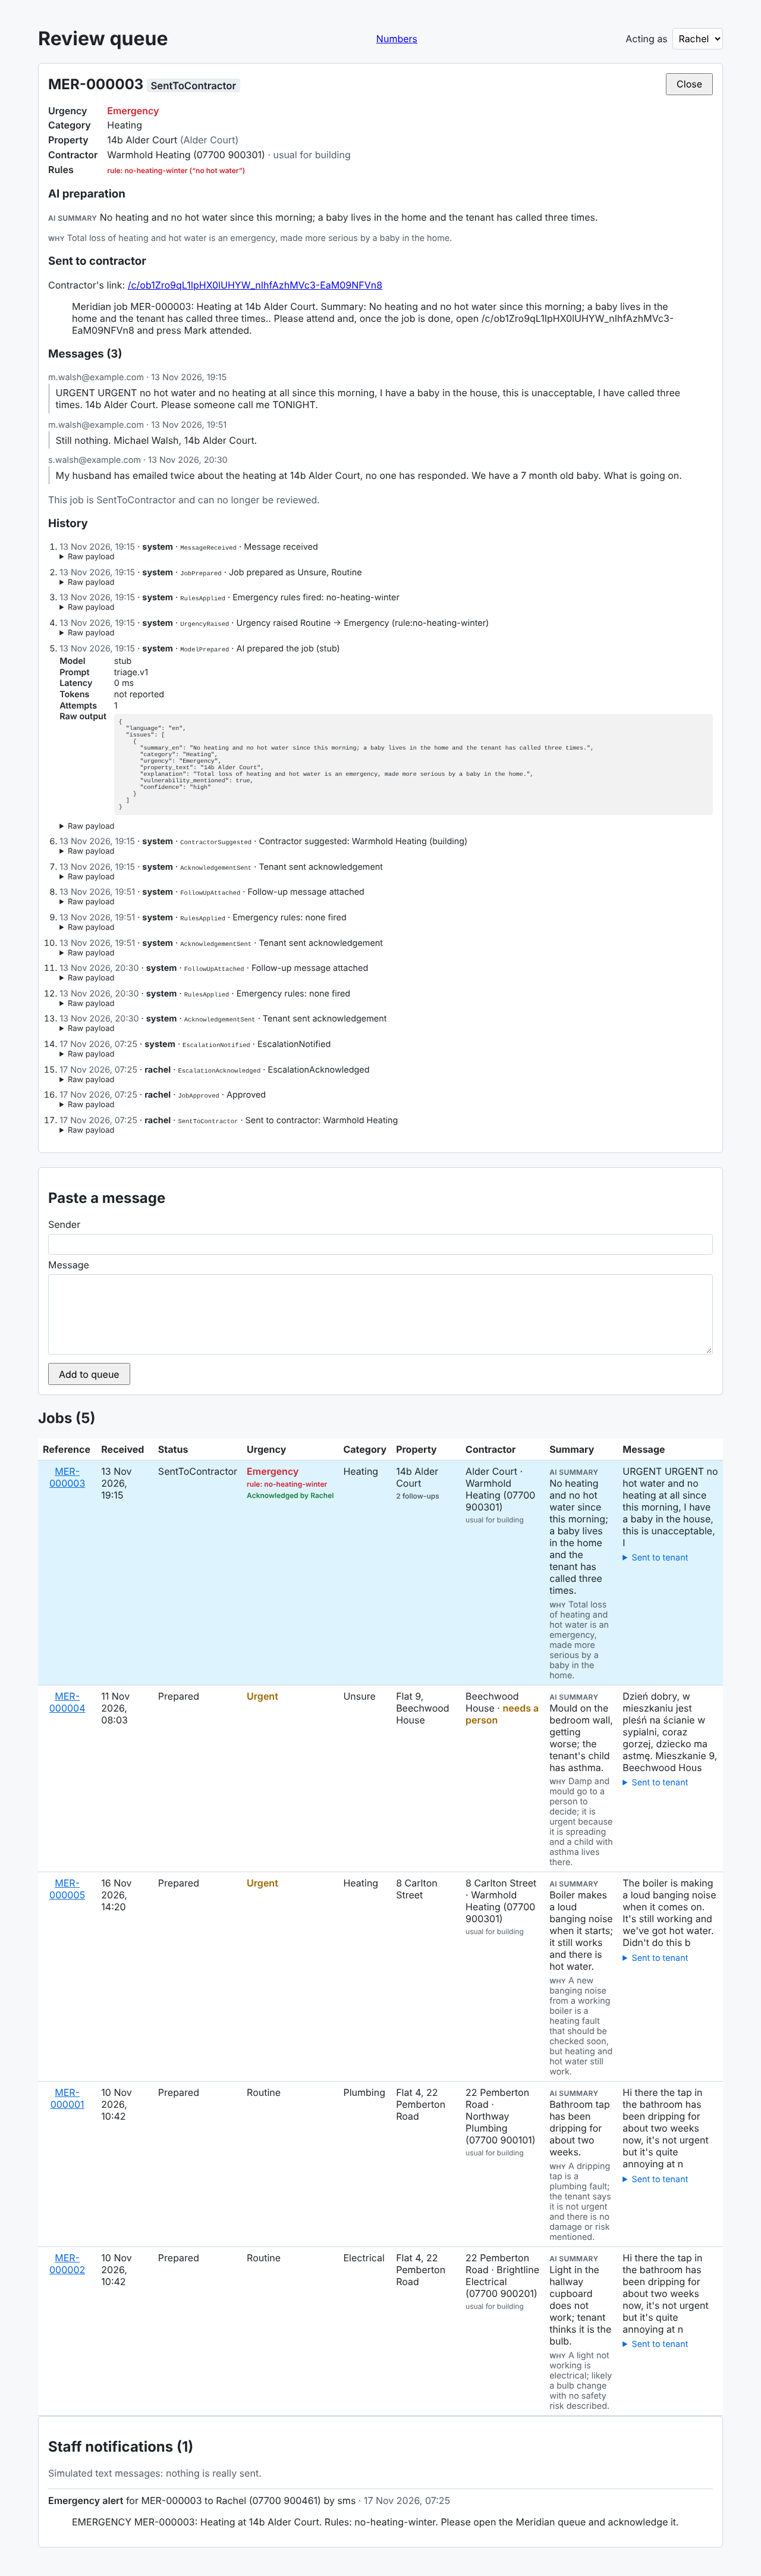 Review queue
Numbers
Acting as Rachel
MER-000003 SentToContractor
Close
Urgency Emergency
Category Heating
Property 14b Alder Court (Alder Court)
Contractor Warmhold Heating (07700 900301) · usual for building
Rules rule: no-heating-winter (“no hot water”)
AI preparation
AI SUMMARY No heating and no hot water since this morning; a baby lives in the home and the tenant has called three times.
WHY Total loss of heating and hot water is an emergency, made more serious by a baby in the home.
Sent to contractor
Contractor's link: /c/ob1Zro9qL1IpHX0lUHYW_nIhfAzhMVc3-EaM09NFVn8
Meridian job MER-000003: Heating at 14b Alder Court. Summary: No heating and no hot water since this morning; a baby lives in the
home and the tenant has called three times.. Please attend and, once the job is done, open /c/ob1Zro9qL1IpHX0lUHYW_nIhfAzhMVc3-
EaM09NFVn8 and press Mark attended.
Messages (3)
m.walsh@example.com · 13 Nov 2026, 19:15
URGENT URGENT no hot water and no heating at all since this morning, I have a baby in the house, this is unacceptable, I have called three
times. 14b Alder Court. Please someone call me TONIGHT.
m.walsh@example.com · 13 Nov 2026, 19:51
Still nothing. Michael Walsh, 14b Alder Court.
s.walsh@example.com · 13 Nov 2026, 20:30
My husband has emailed twice about the heating at 14b Alder Court, no one has responded. We have a 7 month old baby. What is going on.
This job is SentToContractor and can no longer be reviewed.
History
1. 13 Nov 2026, 19:15 · system · MessageReceived · Message received
▶ Raw payload
2. 13 Nov 2026, 19:15 · system · JobPrepared · Job prepared as Unsure, Routine
▶ Raw payload
3. 13 Nov 2026, 19:15 · system · RulesApplied · Emergency rules fired: no-heating-winter
▶ Raw payload
4. 13 Nov 2026, 19:15 · system · UrgencyRaised · Urgency raised Routine → Emergency (rule:no-heating-winter)
▶ Raw payload
5. 13 Nov 2026, 19:15 · system · ModelPrepared · AI prepared the job (stub)
Model stub
Prompt triage.v1
Latency 0 ms
Tokens not reported
Attempts 1
Raw output {
"language": "en",
"issues": [
{
"summary_en": "No heating and no hot water since this morning; a baby lives in the home and the tenant has called three times.",
"category": "Heating",
"urgency": "Emergency",
"property_text": "14b Alder Court",
"explanation": "Total loss of heating and hot water is an emergency, made more serious by a baby in the home.",
"vulnerability_mentioned": true,
"confidence": "high"
}
]
}
▶ Raw payload
6. 13 Nov 2026, 19:15 · system · ContractorSuggested · Contractor suggested: Warmhold Heating (building)
▶ Raw payload
7. 13 Nov 2026, 19:15 · system · AcknowledgementSent · Tenant sent acknowledgement
▶ Raw payload
8. 13 Nov 2026, 19:51 · system · FollowUpAttached · Follow-up message attached
▶ Raw payload
9. 13 Nov 2026, 19:51 · system · RulesApplied · Emergency rules: none fired
▶ Raw payload
10. 13 Nov 2026, 19:51 · system · AcknowledgementSent · Tenant sent acknowledgement
▶ Raw payload
11. 13 Nov 2026, 20:30 · system · FollowUpAttached · Follow-up message attached
▶ Raw payload
12. 13 Nov 2026, 20:30 · system · RulesApplied · Emergency rules: none fired
▶ Raw payload
13. 13 Nov 2026, 20:30 · system · AcknowledgementSent · Tenant sent acknowledgement
▶ Raw payload
14. 17 Nov 2026, 07:25 · system · EscalationNotified · EscalationNotified
▶ Raw payload
15. 17 Nov 2026, 07:25 · rachel · EscalationAcknowledged · EscalationAcknowledged
▶ Raw payload
16. 17 Nov 2026, 07:25 · rachel · JobApproved · Approved
▶ Raw payload
17. 17 Nov 2026, 07:25 · rachel · SentToContractor · Sent to contractor: Warmhold Heating
▶ Raw payload
Paste a message
Sender
Message
Add to queue
Jobs (5)
Reference Received Status Urgency Category Property Contractor Summary Message
MER-
000003
13 Nov
2026,
19:15
SentToContractor
Emergency
rule: no-heating-winter
Acknowledged by Rachel
Heating
14b Alder
Court
2 follow-ups
Alder Court ·
Warmhold
Heating (07700
900301)
usual for building
AI SUMMARY
No heating
and no hot
water since
this morning;
a baby lives
in the home
and the
tenant has
called three
times.
WHY Total loss
of heating and
hot water is an
emergency,
made more
serious by a
baby in the
home.
URGENT URGENT no
hot water and no
heating at all since
this morning, I have
a baby in the house,
this is unacceptable,
I
▶ Sent to tenant
MER-
000004
11 Nov
2026,
08:03
Prepared
Urgent
Unsure
Flat 9,
Beechwood
House
Beechwood
House · needs a
person
AI SUMMARY
Mould on the
bedroom wall,
getting
worse; the
tenant's child
has asthma.
WHY Damp and
mould go to a
person to
decide; it is
urgent because
it is spreading
and a child with
asthma lives
there.
Dzień dobry, w
mieszkaniu jest
pleśń na ścianie w
sypialni, coraz
gorzej, dziecko ma
astmę. Mieszkanie 9,
Beechwood Hous
▶ Sent to tenant
MER-
000005
16 Nov
2026,
14:20
Prepared
Urgent
Heating
8 Carlton
Street
8 Carlton Street
· Warmhold
Heating (07700
900301)
usual for building
AI SUMMARY
Boiler makes
a loud
banging noise
when it starts;
it still works
and there is
hot water.
WHY A new
banging noise
from a working
boiler is a
heating fault
that should be
checked soon,
but heating and
hot water still
work.
The boiler is making
a loud banging noise
when it comes on.
It's still working and
we've got hot water.
Didn't do this b
▶ Sent to tenant
MER-
000001
10 Nov
2026,
10:42
Prepared
Routine
Plumbing
Flat 4, 22
Pemberton
Road
22 Pemberton
Road ·
Northway
Plumbing
(07700 900101)
usual for building
AI SUMMARY
Bathroom tap
has been
dripping for
about two
weeks.
WHY A dripping
tap is a
plumbing fault;
the tenant says
it is not urgent
and there is no
damage or risk
mentioned.
Hi there the tap in
the bathroom has
been dripping for
about two weeks
now, it's not urgent
but it's quite
annoying at n
▶ Sent to tenant
MER-
000002
10 Nov
2026,
10:42
Prepared
Routine
Electrical
Flat 4, 22
Pemberton
Road
22 Pemberton
Road · Brightline
Electrical
(07700 900201)
usual for building
AI SUMMARY
Light in the
hallway
cupboard
does not
work; tenant
thinks it is the
bulb.
WHY A light not
working is
electrical; likely
a bulb change
with no safety
risk described.
Hi there the tap in
the bathroom has
been dripping for
about two weeks
now, it's not urgent
but it's quite
annoying at n
▶ Sent to tenant
Staff notifications (1)
Simulated text messages: nothing is really sent.
Emergency alert for MER-000003 to Rachel (07700 900461) by sms · 17 Nov 2026, 07:25
EMERGENCY MER-000003: Heating at 14b Alder Court. Rules: no-heating-winter. Please open the Meridian queue and acknowledge it.